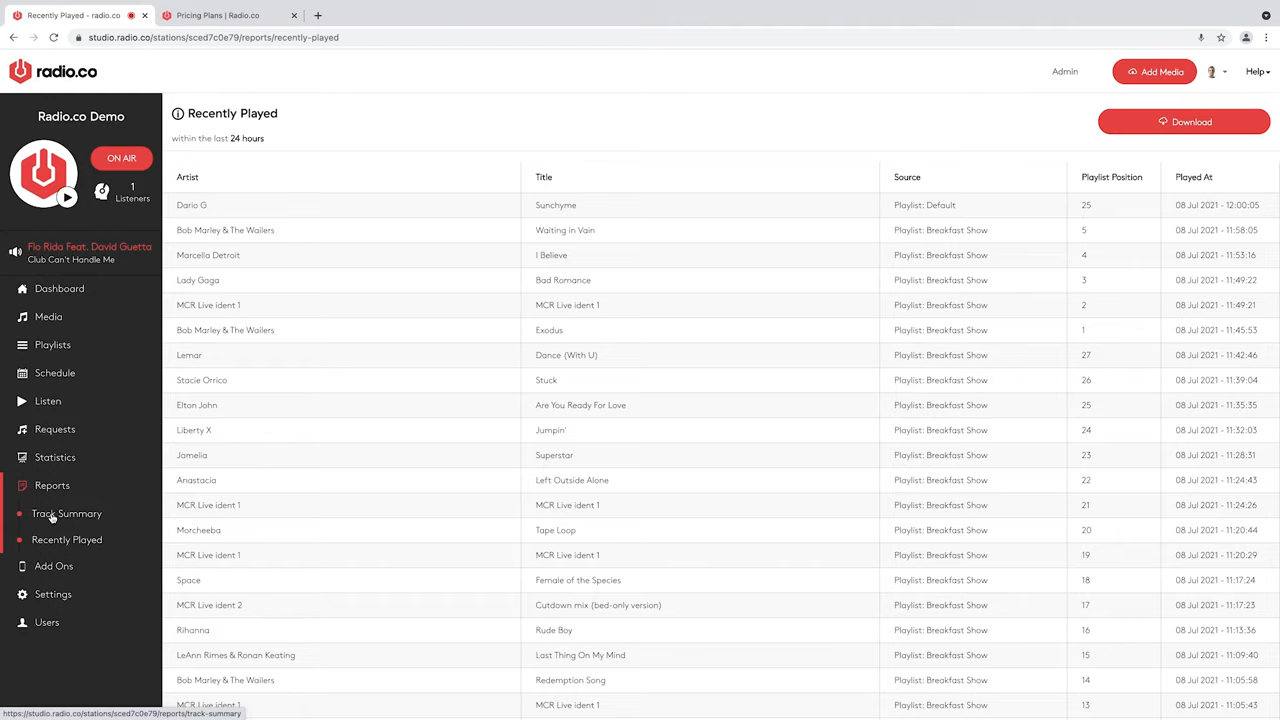 Recently Played - radio.co
Pricing Plans | Radio.co
studio.radio.co/stations/sced7c0e79/reports/recently-played
radio.co
Admin
Add Media
Help
Radio.co Demo
ON AIR
1
Listeners
Flo Rida Feat. David Guetta
Club Can't Handle Me
Dashboard
Media
Playlists
Schedule
Listen
Requests
Statistics
Reports
Track Summary
Recently Played
Add Ons
Settings
Users
Recently Played
within the last 24 hours
Download
Artist Title Source Playlist Position Played At
Dario G Sunchyme Playlist: Default 25 08 Jul 2021 - 12:00:05
Bob Marley & The Wailers Waiting in Vain Playlist: Breakfast Show 5 08 Jul 2021 - 11:58:05
Marcella Detroit I Believe Playlist: Breakfast Show 4 08 Jul 2021 - 11:53:16
Lady Gaga Bad Romance Playlist: Breakfast Show 3 08 Jul 2021 - 11:49:22
MCR Live ident 1 MCR Live ident 1 Playlist: Breakfast Show 2 08 Jul 2021 - 11:49:21
Bob Marley & The Wailers Exodus Playlist: Breakfast Show 1 08 Jul 2021 - 11:45:53
Lemar Dance (With U) Playlist: Breakfast Show 27 08 Jul 2021 - 11:42:46
Stacie Orrico Stuck Playlist: Breakfast Show 26 08 Jul 2021 - 11:39:04
Elton John Are You Ready For Love Playlist: Breakfast Show 25 08 Jul 2021 - 11:35:35
Liberty X Jumpin' Playlist: Breakfast Show 24 08 Jul 2021 - 11:32:03
Jamelia Superstar Playlist: Breakfast Show 23 08 Jul 2021 - 11:28:31
Anastacia Left Outside Alone Playlist: Breakfast Show 22 08 Jul 2021 - 11:24:43
MCR Live ident 1 MCR Live ident 1 Playlist: Breakfast Show 21 08 Jul 2021 - 11:24:26
Morcheeba Tape Loop Playlist: Breakfast Show 20 08 Jul 2021 - 11:20:44
MCR Live ident 1 MCR Live ident 1 Playlist: Breakfast Show 19 08 Jul 2021 - 11:20:29
Space Female of the Species Playlist: Breakfast Show 18 08 Jul 2021 - 11:17:24
MCR Live ident 2 Cutdown mix (bed-only version) Playlist: Breakfast Show 17 08 Jul 2021 - 11:17:23
Rihanna Rude Boy Playlist: Breakfast Show 16 08 Jul 2021 - 11:13:36
LeAnn Rimes & Ronan Keating Last Thing On My Mind Playlist: Breakfast Show 15 08 Jul 2021 - 11:09:40
Bob Marley & The Wailers Redemption Song Playlist: Breakfast Show 14 08 Jul 2021 - 11:05:58
MCR Live ident 1 MCR Live ident 1 Playlist: Breakfast Show 13 08 Jul 2021 - 11:05:43
https://studio.radio.co/stations/sced7c0e79/reports/track-summary